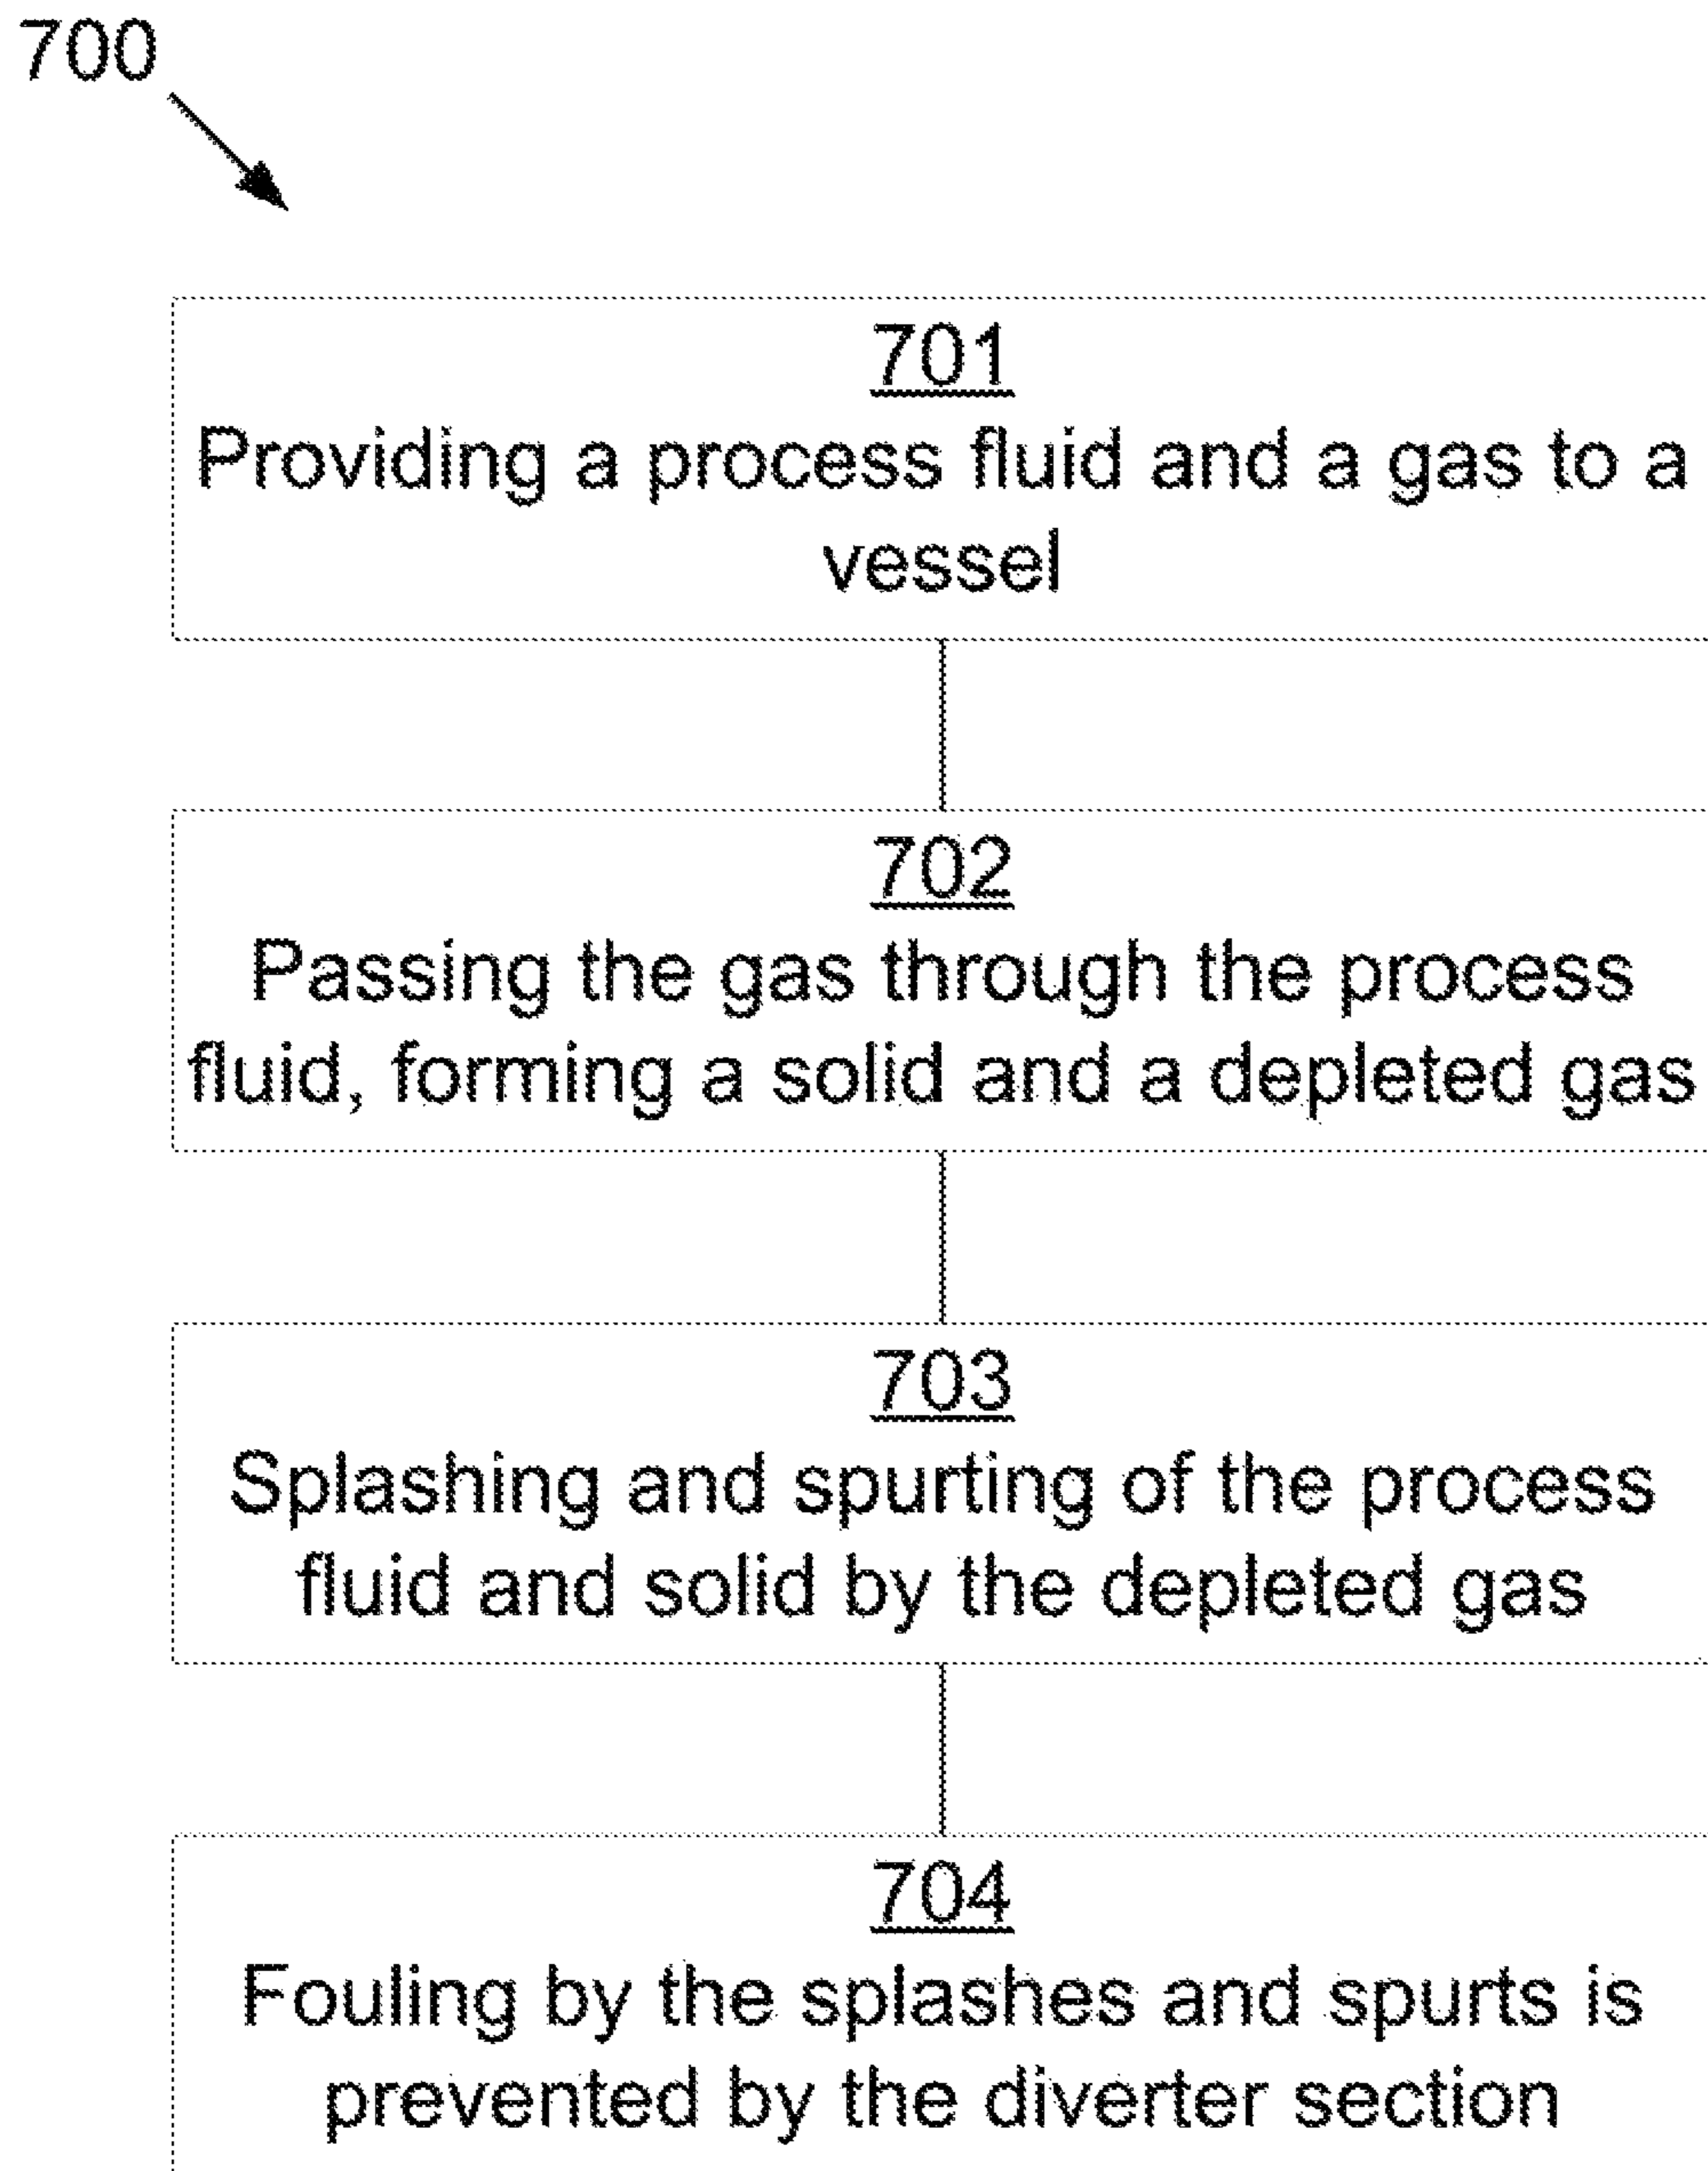 700
701
Providing a process fluid and a gas to a
vessel
702
Passing the gas through the process
fluid, forming a solid and a depleted gas
703
Splashing and spurting of the process
fluid and solid by the depleted gas
704
Fouling by the splashes and spurts is
prevented by the diverter section